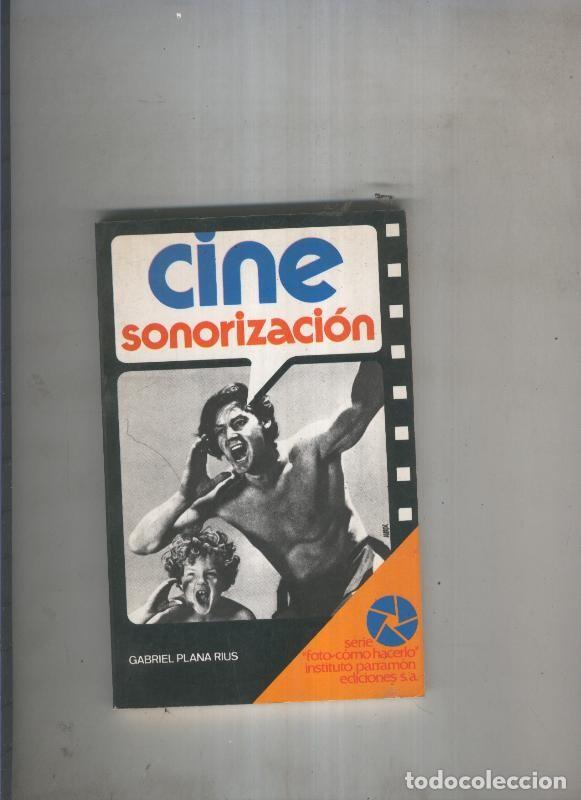 cine
sonorización
GABRIEL PLANA RIUS
serie
"foto-cómo hacerlo"
instituto parramón
ediciones s.a.
todocoleccion